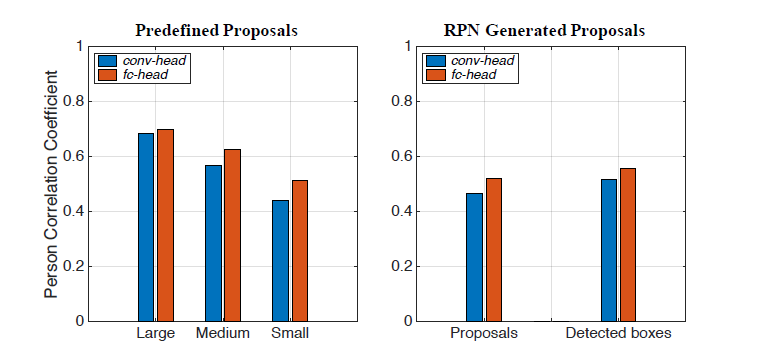 Predefined Proposals
conv-head
fc-head
Person Correlation Coefficient
1
0.8
0.6
0.4
0.2
0
Large Medium Small
RPN Generated Proposals
conv-head
fc-head
1
0.8
0.6
0.4
0.2
0
Proposals Detected boxes